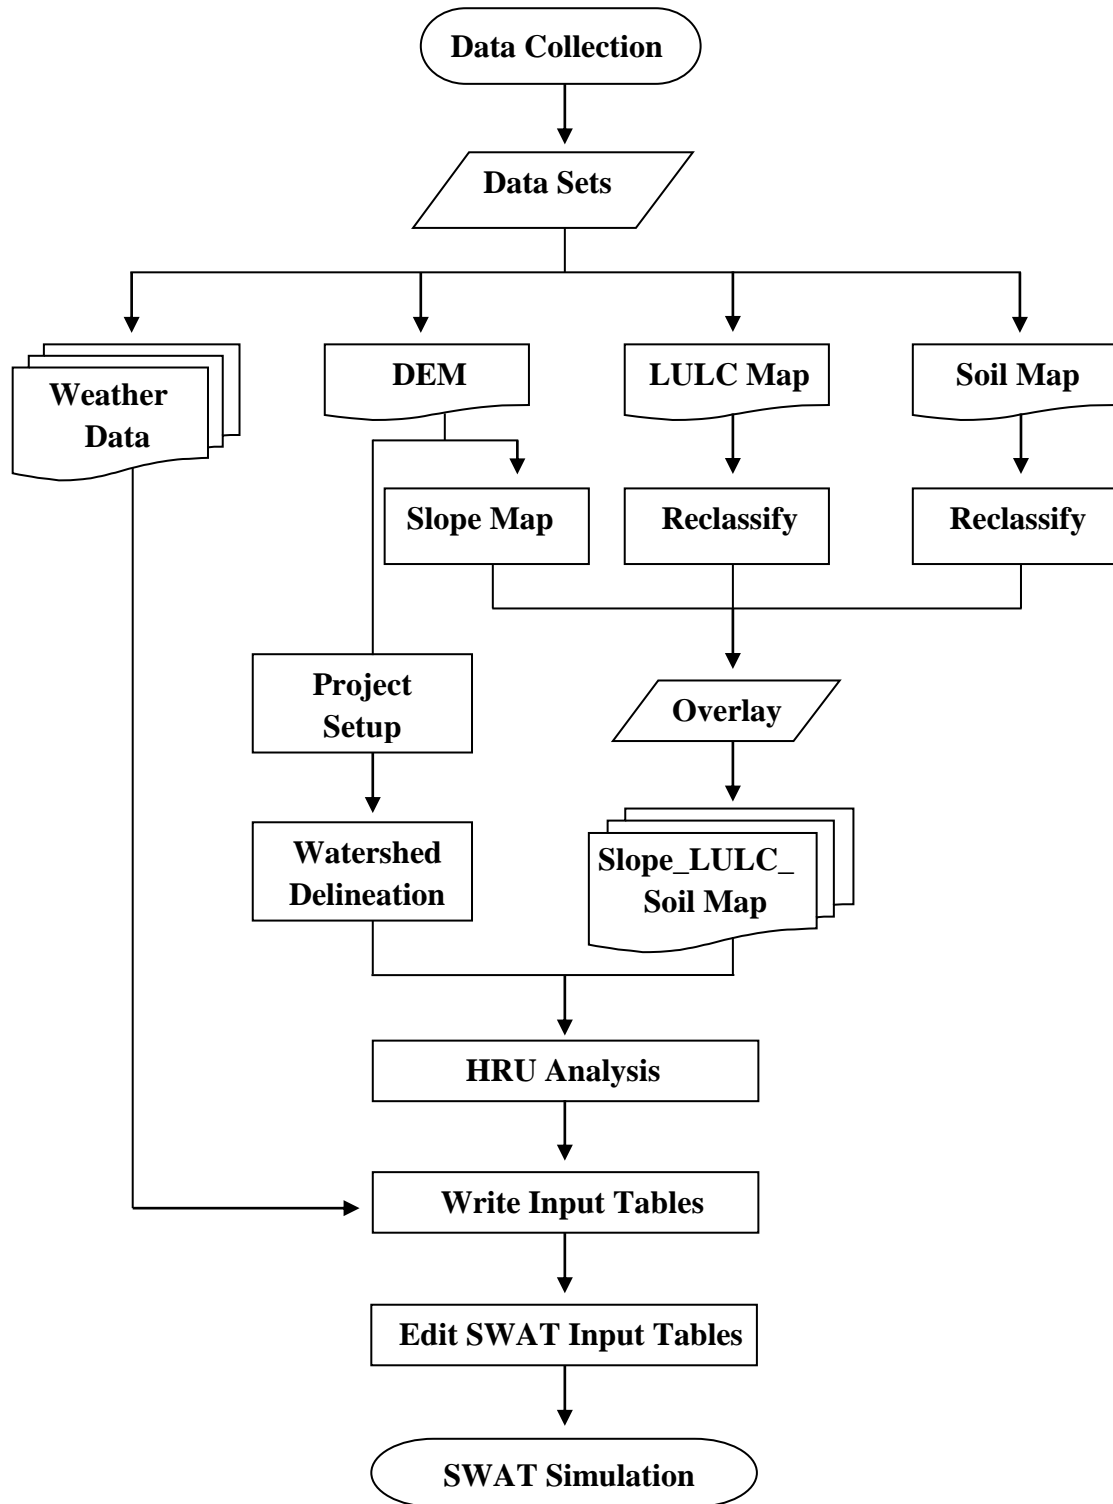 Data Collection
Data Sets
Weather
Data
DEM
LULC Map
Soil Map
Slope Map
Reclassify
Reclassify
Project
Setup
Overlay
Watershed
Delineation
Slope_LULC_
Soil Map
HRU Analysis
Write Input Tables
Edit SWAT Input Tables
SWAT Simulation